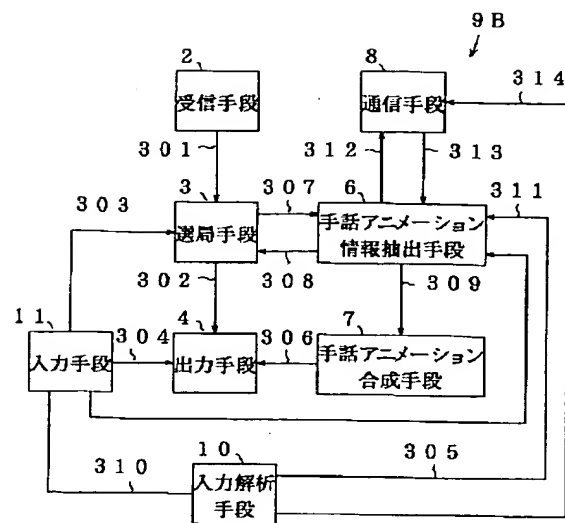 9B
2
受信手段
8
通信手段
314
301
312
313
303
3
選局手段
307
6
手話アニメーション
情報抽出手段
311
308
302
309
11
入力手段
304
4
出力手段
306
7
手話アニメーション
合成手段
310
10
入力解析
手段
305